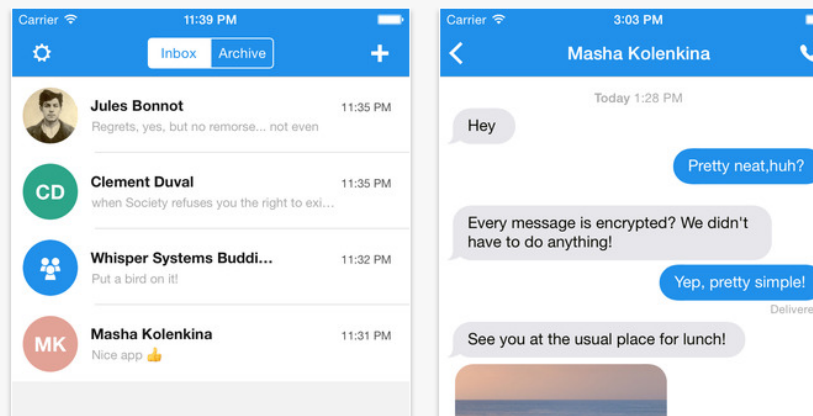 Carrier 11:39 PM
Inbox Archive
Jules Bonnot 11:35 PM
Regrets, yes, but no remorse... not even
CD Clement Duval 11:35 PM
when Society refuses you the right to exi...
Whisper Systems Buddi... 11:32 PM
Put a bird on it!
MK Masha Kolenkina 11:31 PM
Nice app 👍
Carrier 3:03 PM
Masha Kolenkina
Today 1:28 PM
Hey
Pretty neat,huh?
Every message is encrypted? We didn't
have to do anything!
Yep, pretty simple!
Delivere
See you at the usual place for lunch!